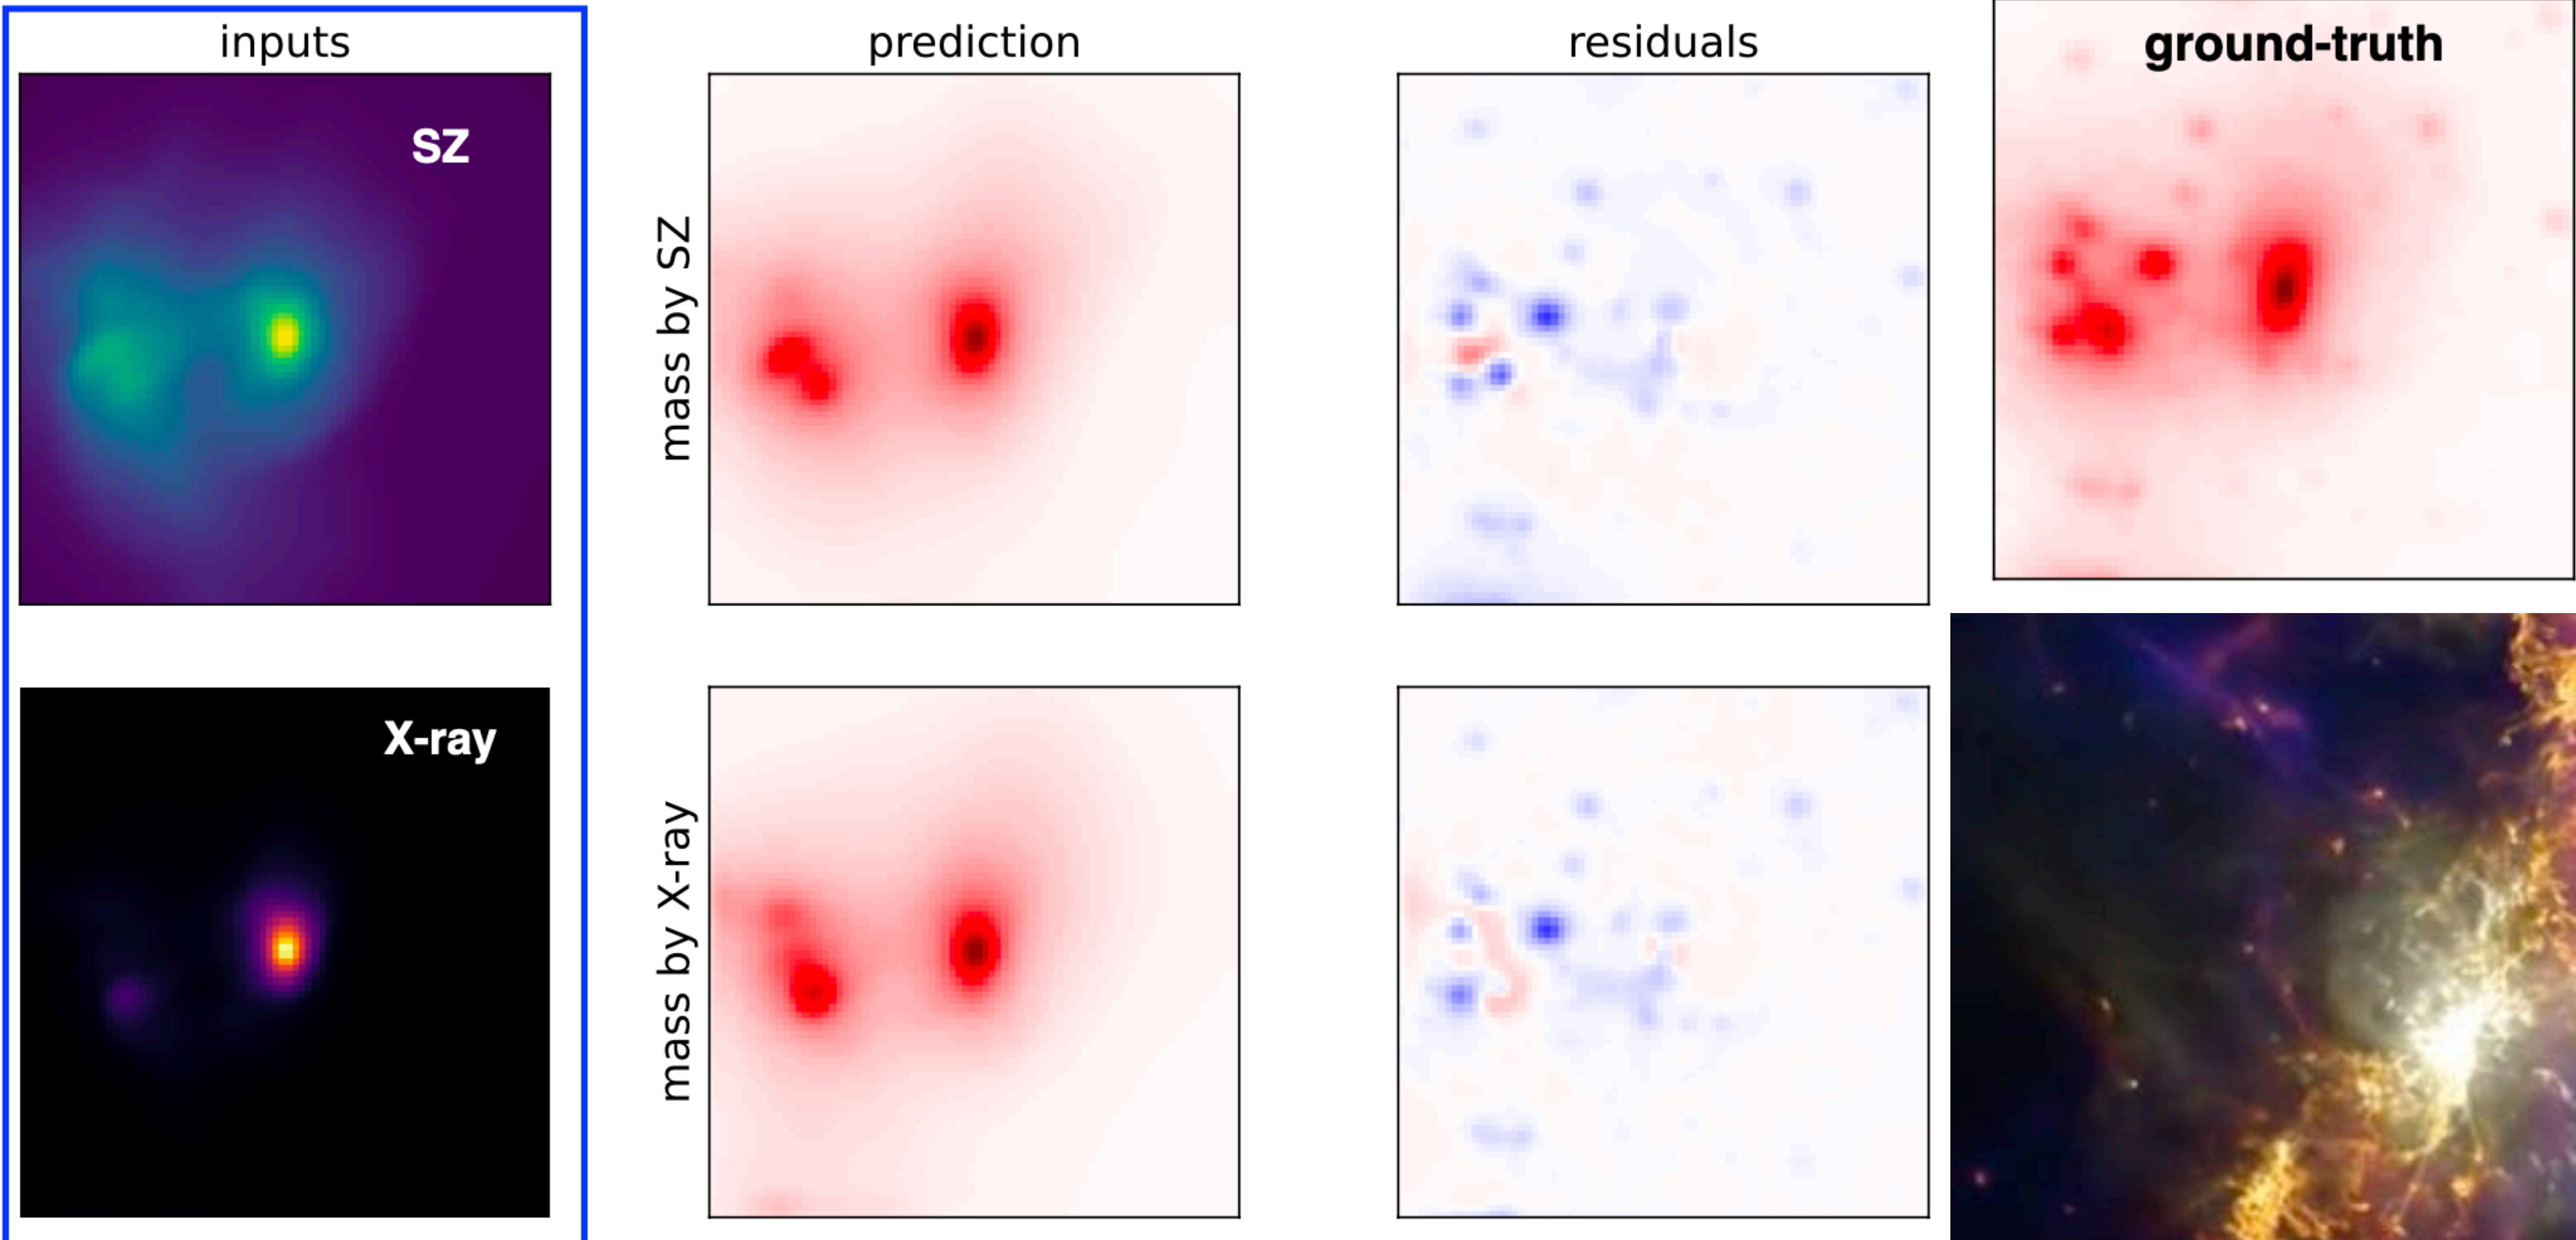 inputs
prediction
residuals
ground-truth
SZ
mass by SZ
X-ray
mass by X-ray